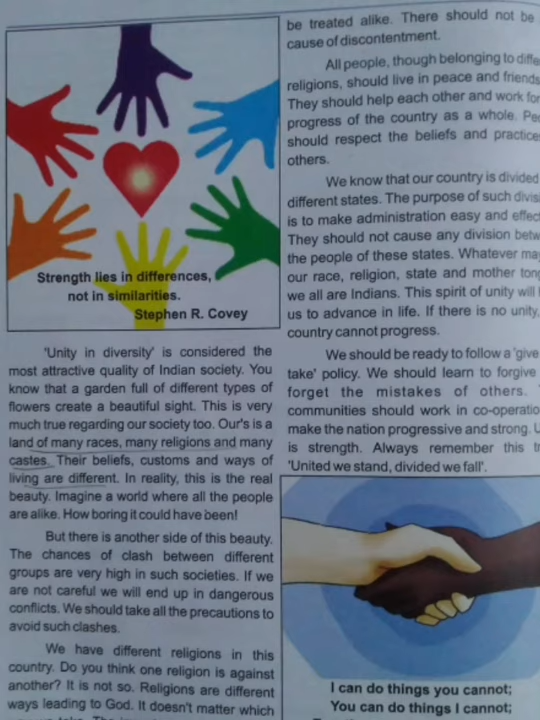 Strength lies in differences,
not in similarities.
Stephen R. Covey
'Unity in diversity' is considered the
most attractive quality of Indian society. You
know that a garden full of different types of
flowers create a beautiful sight. This is very
much true regarding our society too. Our's is a
land of many races, many religions and many
castes. Their beliefs, customs and ways of
living are different. In reality, this is the real
beauty. Imagine a world where all the people
are alike. How boring it could have been!
But there is another side of this beauty.
The chances of clash between different
groups are very high in such societies. If we
are not careful we will end up in dangerous
conflicts. We should take all the precautions to
avoid such clashes.
We have different religions in this
country. Do you think one religion is against
another? It is not so. Religions are different
ways leading to God. It doesn't matter which
be treated alike. There should not be
cause of discontentment.
All people, though belonging to
religions, should live in peace and
They should help each other and work for
progress of the country as a whole.
should respect the beliefs and
others.
We know that our country is divided
different states. The purpose of such
is to make administration easy and
They should not cause any division
the people of these states. Whatever
our race, religion, state and mother
we all are Indians. This spirit of unity will
us to advance in life. If there is no unity,
country cannot progress.
We should be ready to follow a 'give
take' policy. We should learn to forgive
forget the mistakes of others.
communities should work in
make the nation progressive and strong.
is strength. Always remember this
'United we stand, divided we fall'.
I can do things you cannot;
You can do things I cannot;